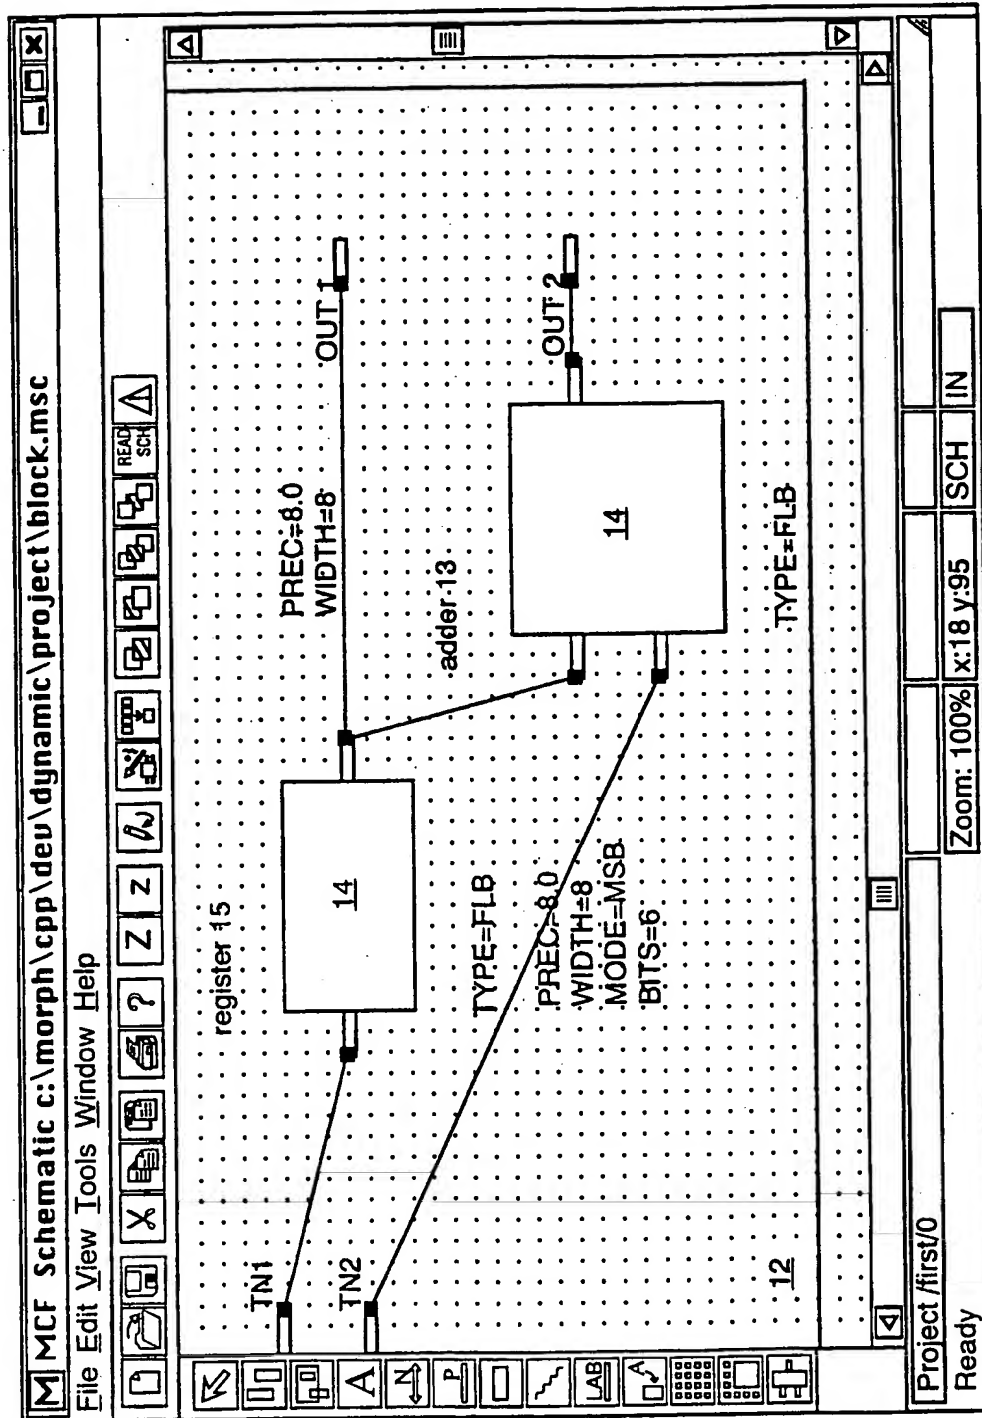 M MCF Schematic c:\morph\cpp\dev\dynamic\project\block.msc
File Edit View Tools Window Help
? Z z READ SCH
A
N
P
LAB
A
TN1
TN2
register 15
14
TYPE=FLB
PREC=8.0
WIDTH=8
MODE=MSB
BITS=6
PREC=8.0
WIDTH=8
adder 13
OUT 1
14
OUT 2
TYPE=FLB
12
Project /first/0
Ready
Zoom: 100% x:18 y:95 SCH IN